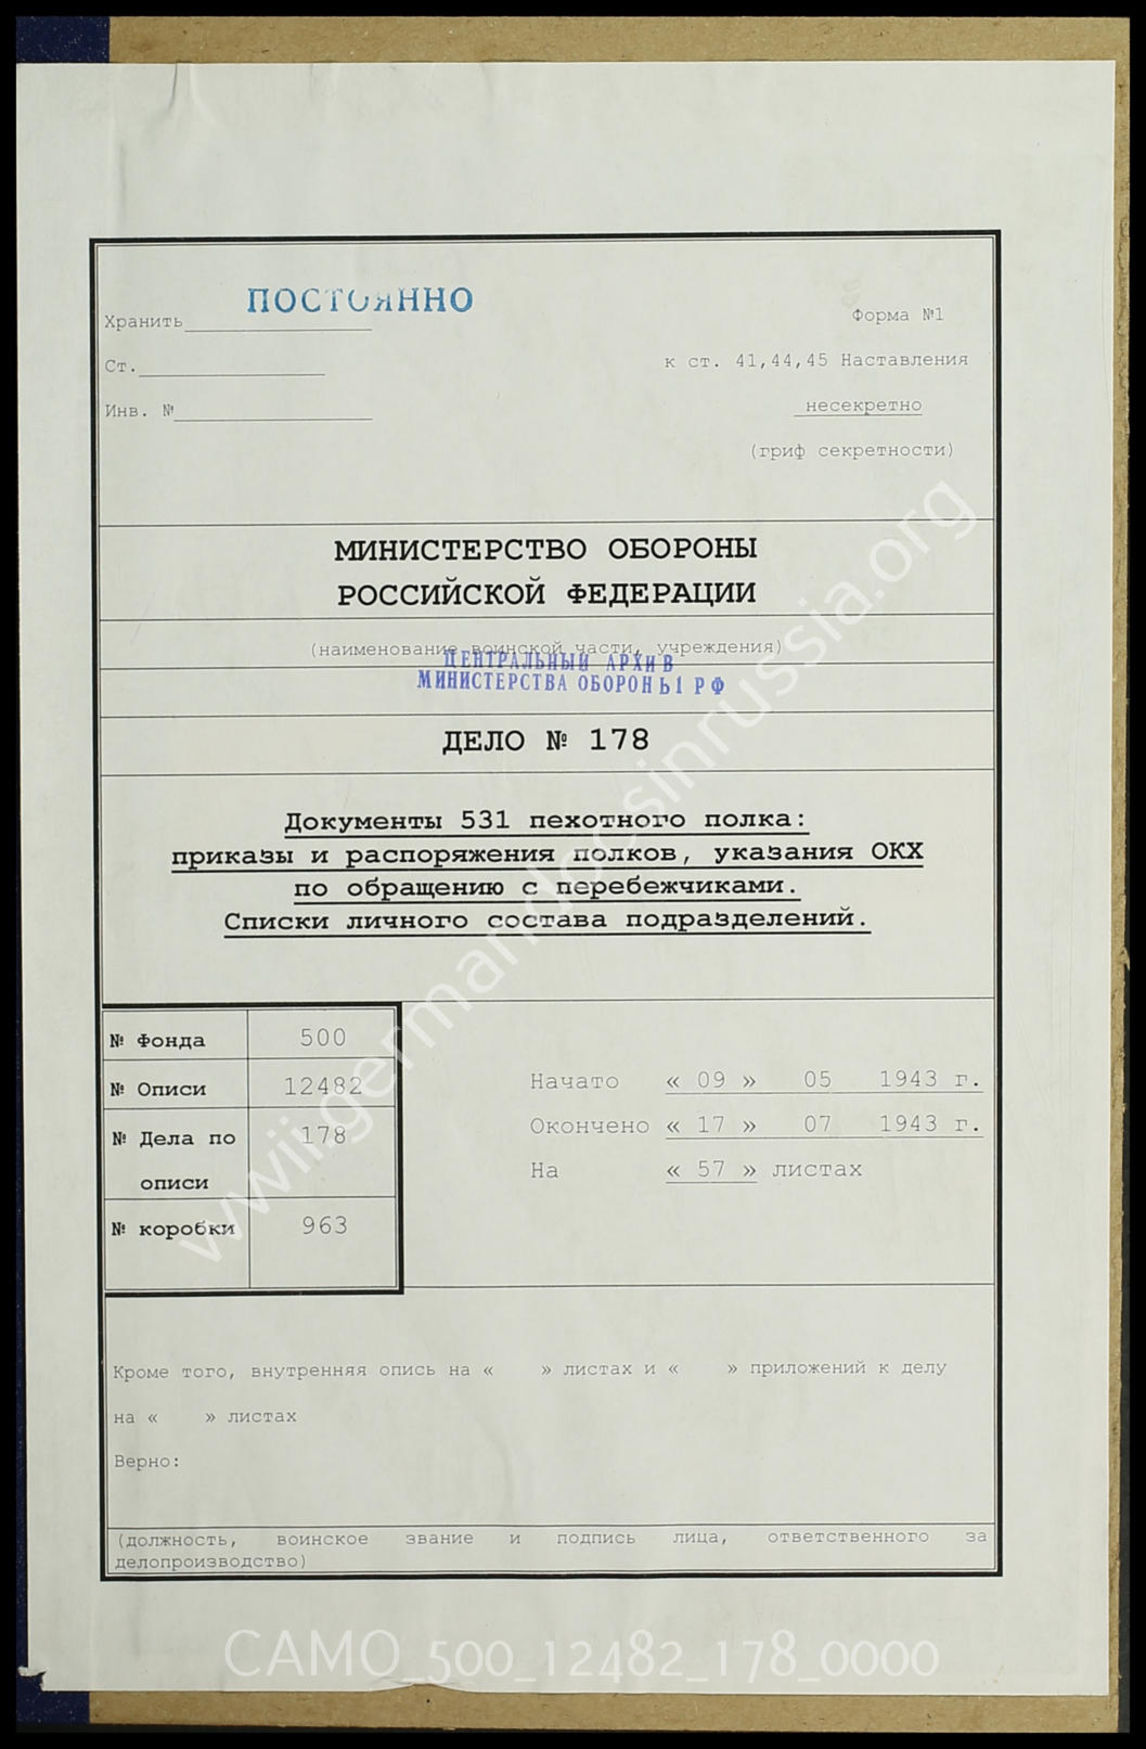 ПОСТОЯННО
Хранить
Форма №1
Ст.
к ст. 41,44,45 Наставления
Инв. №
несекретно
(гриф секретности)
МИНИСТЕРСТВО ОБОРОНЫ
РОССИЙСКОЙ ФЕДЕРАЦИИ
(наименование воинской части, учреждения)
ЦЕНТРАЛЬНЫЙ АРХИВ
МИНИСТЕРСТВА ОБОРОНЫ РФ
ДЕЛО № 178
Документы 531 пехотного полка:
приказы и распоряжения полков, указания ОКХ
по обращению с перебежчиками.
Списки личного состава подразделений.
№ Фонда 500
№ Описи 12482
№ Дела по 178
описи
№ коробки 963
Начато « 09 » 05 1943 г.
Окончено « 17 » 07 1943 г.
На « 57 » листах
Кроме того, внутренняя опись на « » листах и « » приложений к делу
на « » листах
Верно:
(должность, воинское звание и подпись лица, ответственного за
делопроизводство)
wwii.germandocsinrussia.org
CAMO_500_12482_178_0000